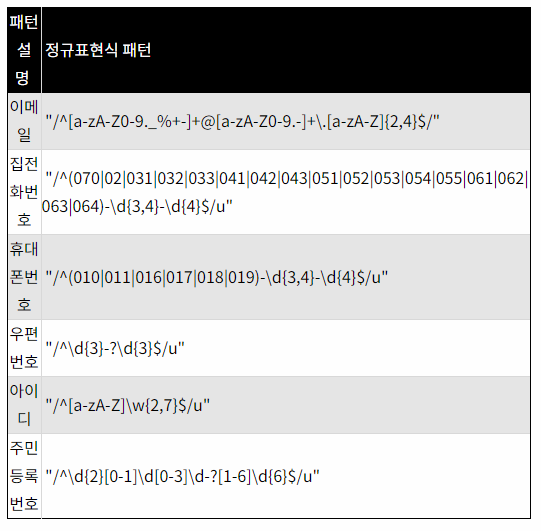 패턴
설
명
정규표현식 패턴
이메
일
"/^[a-zA-Z0-9._%+-]+@[a-zA-Z0-9.-]+\.[a-zA-Z]{2,4}$/"
집전
화번
호
"/^(070|02|031|032|033|041|042|043|051|052|053|054|055|061|062|
063|064)-\d{3,4}-\d{4}$/u"
휴대
폰번
호
"/^(010|011|016|017|018|019)-\d{3,4}-\d{4}$/u"
우편
번호
"/^\d{3}-?\d{3}$/u"
아이
디
"/^[a-zA-Z]\w{2,7}$/u"
주민
등록
번호
"/^\d{2}[0-1]\d[0-3]\d-?[1-6]\d{6}$/u"